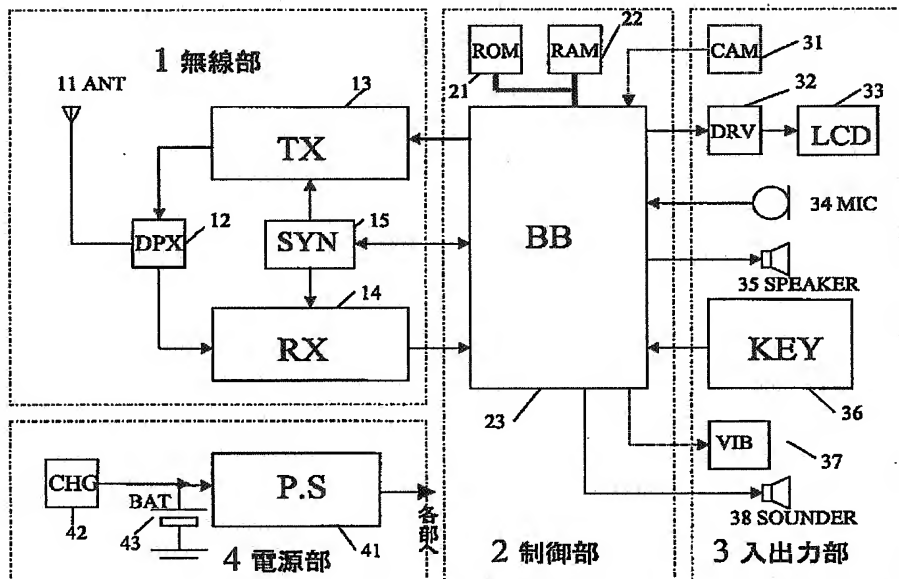 1 無線部
11 ANT
13
TX
12
DPX
15
SYN
14
RX
ROM
21
RAM
22
BB
23
2 制御部
CAM
31
32
DRV
33
LCD
34 MIC
35 SPEAKER
KEY
36
VIB
37
38 SOUNDER
3 入出力部
CHG
42
BAT
43
P.S
41
各部へ
4 電源部